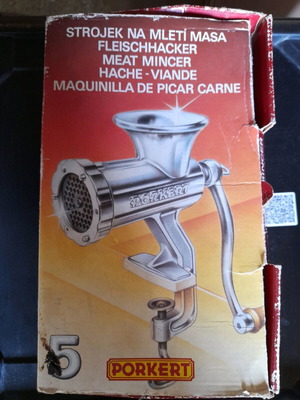 STROJEK NA MLETÍ MASA
FLEISCHHACKER
MEAT MINCER
HACHE-VIANDE
MAQUINILLA DE PICAR CARNE
PORKERT
5
PORKERT